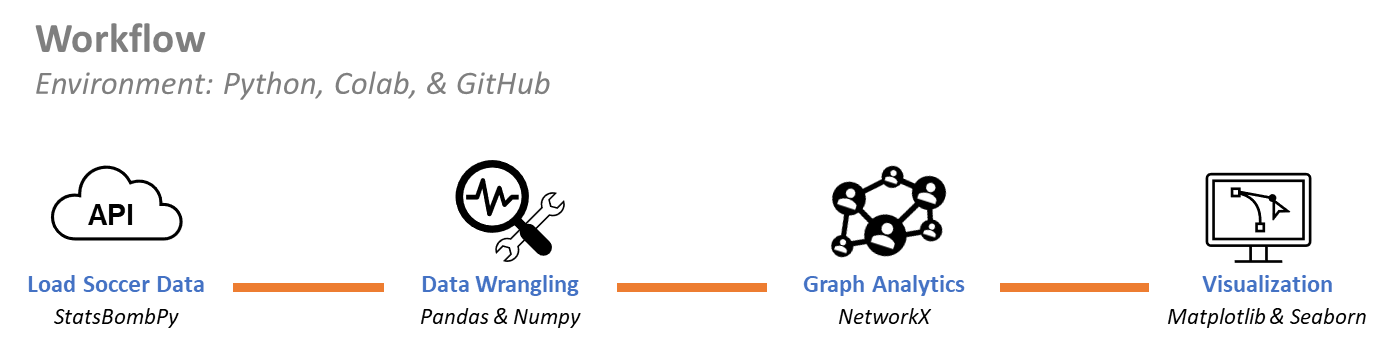 Workflow
Environment: Python, Colab, & GitHub
API
Load Soccer Data
StatsBombPy
Data Wrangling
Pandas & Numpy
Graph Analytics
NetworkX
Visualization
Matplotlib & Seaborn